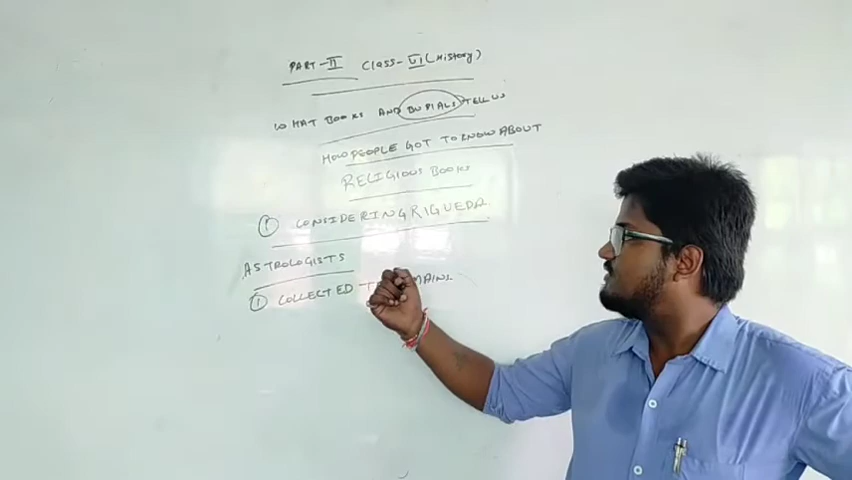 PART-II CLASS-VI (History)
WHAT BOOKS AND BURIALS TELL US
HOW PEOPLE GOT TO KNOW ABOUT
RELIGIOUS BOOKS
① CONSIDERING RIGVEDA
ASTROLOGISTS
① COLLECTED